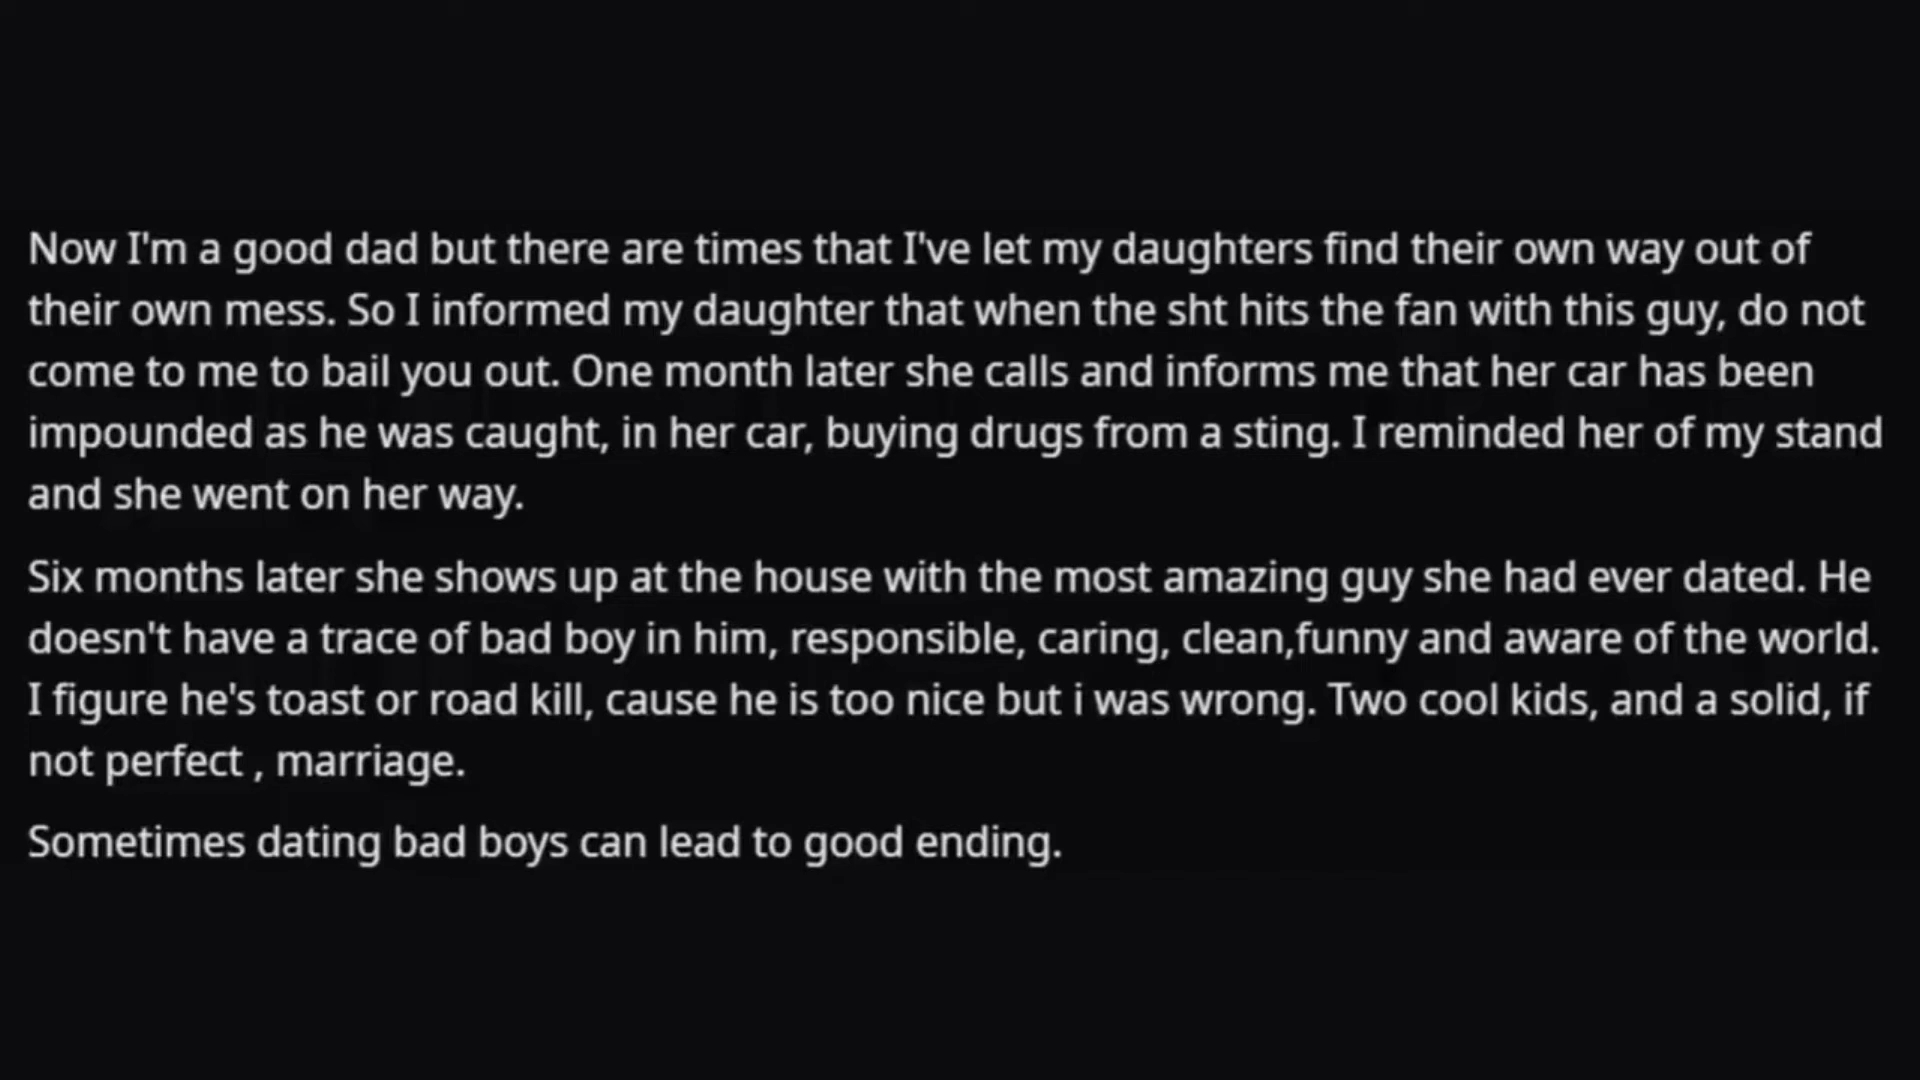 Now I'm a good dad but there are times that I've let my daughters find their own way out of
their own mess. So I informed my daughter that when the sht hits the fan with this guy, do not
come to me to bail you out. One month later she calls and informs me that her car has been
impounded as he was caught, in her car, buying drugs from a sting. I reminded her of my stand
and she went on her way.
Six months later she shows up at the house with the most amazing guy she had ever dated. He
doesn't have a trace of bad boy in him, responsible, caring, clean,funny and aware of the world.
I figure he's toast or road kill, cause he is too nice but i was wrong. Two cool kids, and a solid, if
not perfect , marriage.
Sometimes dating bad boys can lead to good ending.